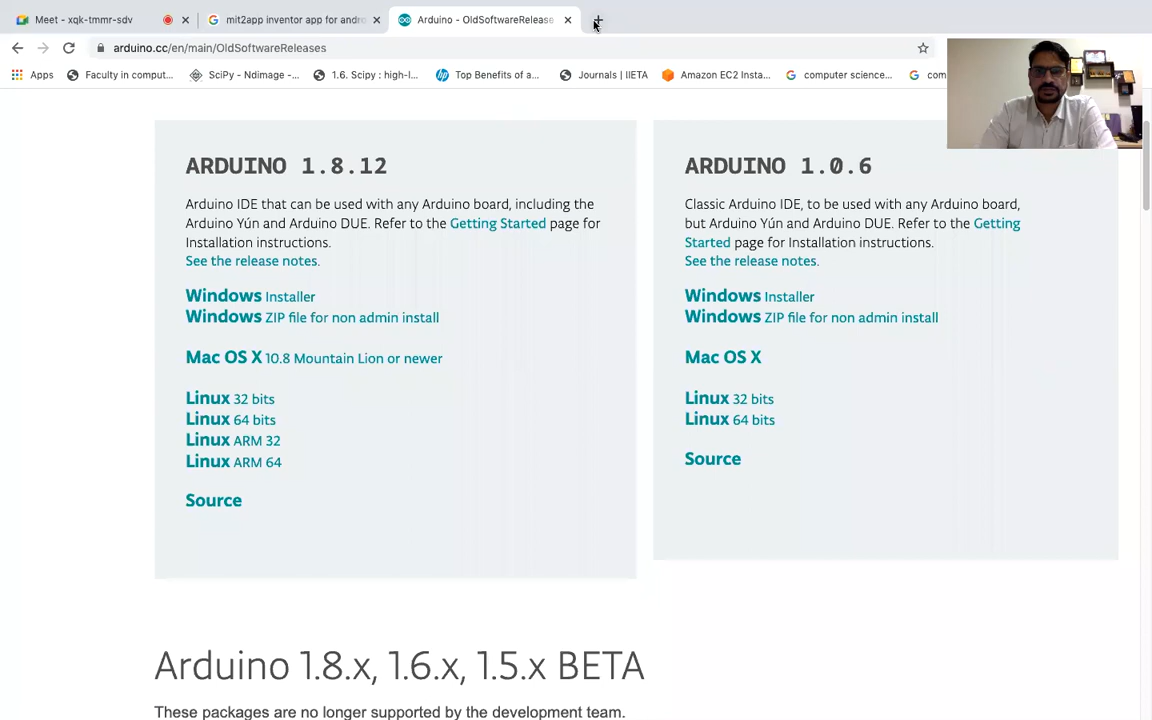 Meet - xqk-tmmr-sdv
mit2app inventor app for andro
Arduino - OldSoftwareRelease
arduino.cc/en/main/OldSoftwareReleases
Apps
Faculty in comput...
SciPy - Ndimage -...
1.6. Scipy : high-l...
Top Benefits of a...
Journals | IIETA
Amazon EC2 Insta...
computer science...
com
ARDUINO 1.8.12
Arduino IDE that can be used with any Arduino board, including the
Arduino Yún and Arduino DUE. Refer to the Getting Started page for
Installation instructions.
See the release notes.
Windows Installer
Windows ZIP file for non admin install
Mac OS X 10.8 Mountain Lion or newer
Linux 32 bits
Linux 64 bits
Linux ARM 32
Linux ARM 64
Source
ARDUINO 1.0.6
Classic Arduino IDE, to be used with any Arduino board,
but Arduino Yún and Arduino DUE. Refer to the Getting
Started page for Installation instructions.
See the release notes.
Windows Installer
Windows ZIP file for non admin install
Mac OS X
Linux 32 bits
Linux 64 bits
Source
Arduino 1.8.x, 1.6.x, 1.5.x BETA
These packages are no longer supported by the development team.